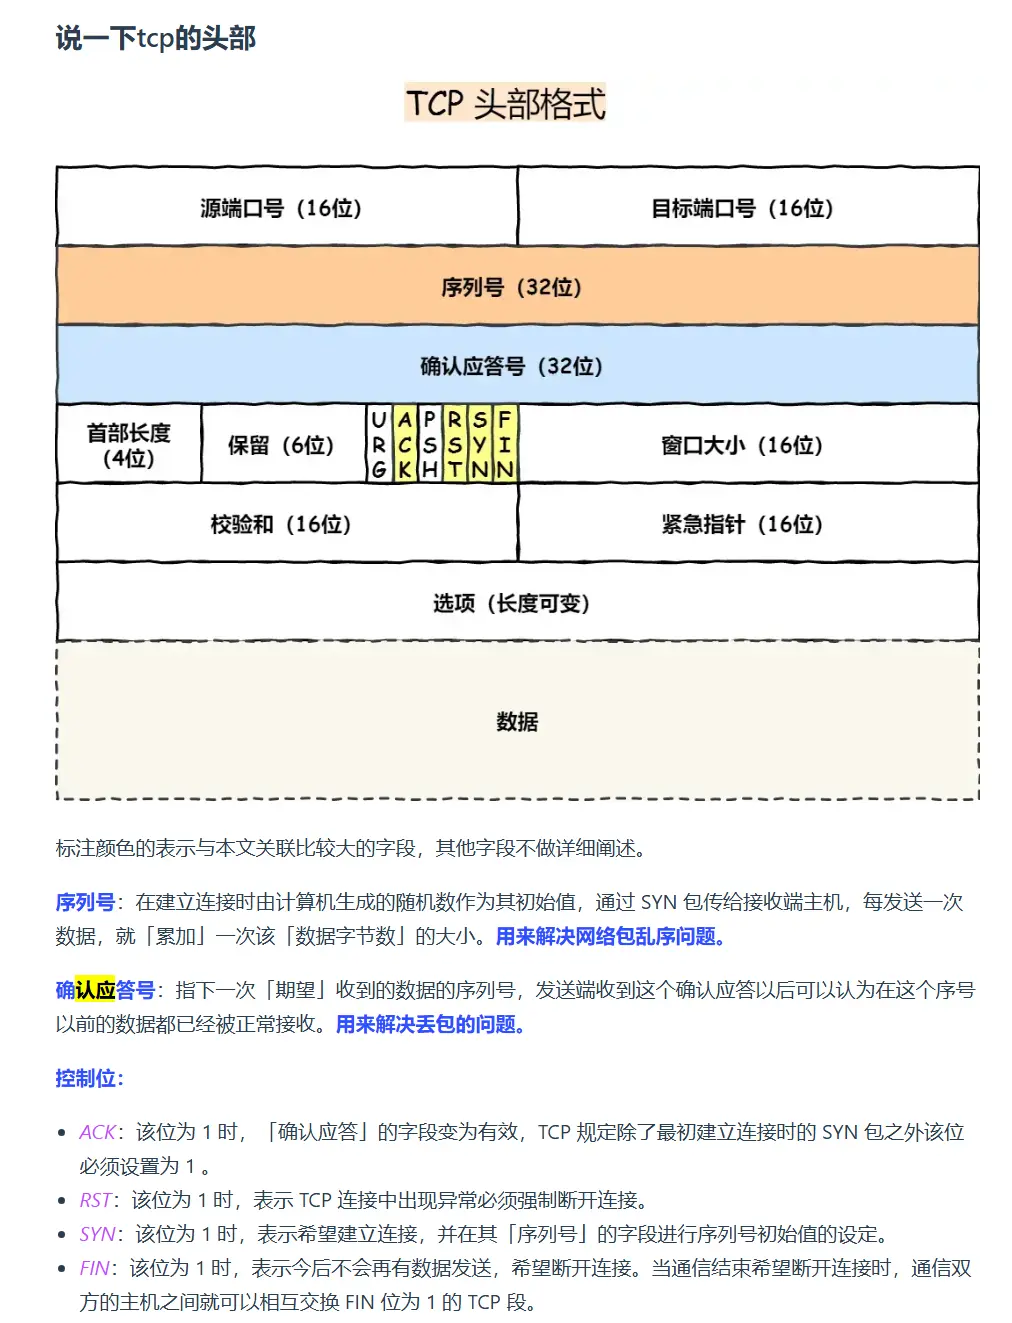 说一下tcp的头部
TCP 头部格式
源端口号（16位） 目标端口号（16位）
序列号（32位）
确认应答号（32位）
首部长度
（4位） 保留（6位） URG ACK PSH RST SYN FIN 窗口大小（16位）
校验和（16位） 紧急指针（16位）
选项（长度可变）
数据
标注颜色的表示与本文关联比较大的字段，其他字段不做详细阐述。
序列号：在建立连接时由计算机生成的随机数作为其初始值，通过 SYN 包传给接收端主机，每发送一次
数据，就「累加」一次该「数据字节数」的大小。用来解决网络包乱序问题。
确认应答号：指下一次「期望」收到的数据的序列号，发送端收到这个确认应答以后可以认为在这个序号
以前的数据都已经被正常接收。用来解决丢包的问题。
控制位：
• ACK：该位为 1 时，「确认应答」的字段变为有效，TCP 规定除了最初建立连接时的 SYN 包之外该位
必须设置为 1 。
• RST：该位为 1 时，表示 TCP 连接中出现异常必须强制断开连接。
• SYN：该位为 1 时，表示希望建立连接，并在其「序列号」的字段进行序列号初始值的设定。
• FIN：该位为 1 时，表示今后不会再有数据发送，希望断开连接。当通信结束希望断开连接时，通信双
方的主机之间就可以相互交换 FIN 位为 1 的 TCP 段。